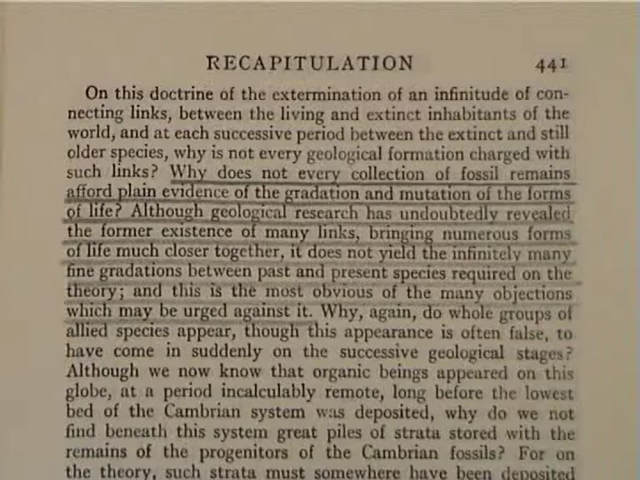 RECAPITULATION 441
On this doctrine of the extermination of an infinitude of con-
necting links, between the living and extinct inhabitants of the
world, and at each successive period between the extinct and still
older species, why is not every geological formation charged with
such links? Why does not every collection of fossil remains
afford plain evidence of the gradation and mutation of the forms
of life? Although geological research has undoubtedly revealed
the former existence of many links, bringing numerous forms
of life much closer together, it does not yield the infinitely many
fine gradations between past and present species required on the
theory; and this is the most obvious of the many objections
which may be urged against it. Why, again, do whole groups of
allied species appear, though this appearance is often false, to
have come in suddenly on the successive geological stages?
Although we now know that organic beings appeared on this
globe, at a period incalculably remote, long before the lowest
bed of the Cambrian system was deposited, why do we not
find beneath this system great piles of strata stored with the
remains of the progenitors of the Cambrian fossils? For on
the theory, such strata must somewhere have been deposited